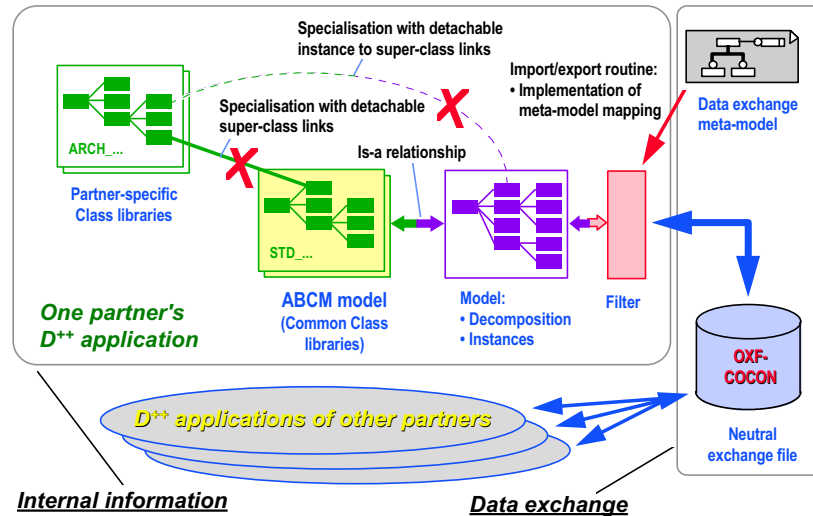 Specialisation with detachable
instance to super-class links
Import/export routine:
• Implementation of
meta-model mapping
Data exchange
meta-model
Specialisation with detachable
super-class links
ARCH_...
Is-a relationship
Partner-specific
Class libraries
STD_...
ABCM model
(Common Class
libraries)
Model:
• Decomposition
• Instances
Filter
One partner's
D++ application
OXF-
COCON
D++ applications of other partners
Neutral
exchange file
Internal information
Data exchange